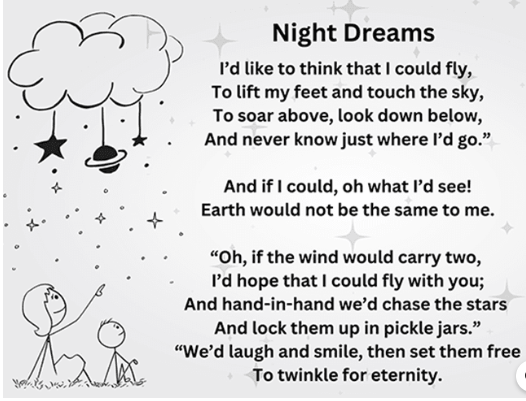 Night Dreams
I’d like to think that I could fly,
To lift my feet and touch the sky,
To soar above, look down below,
And never know just where I’d go.”
And if I could, oh what I’d see!
Earth would not be the same to me.
“Oh, if the wind would carry two,
I’d hope that I could fly with you;
And hand-in-hand we’d chase the stars
And lock them up in pickle jars.”
“We’d laugh and smile, then set them free
To twinkle for eternity.